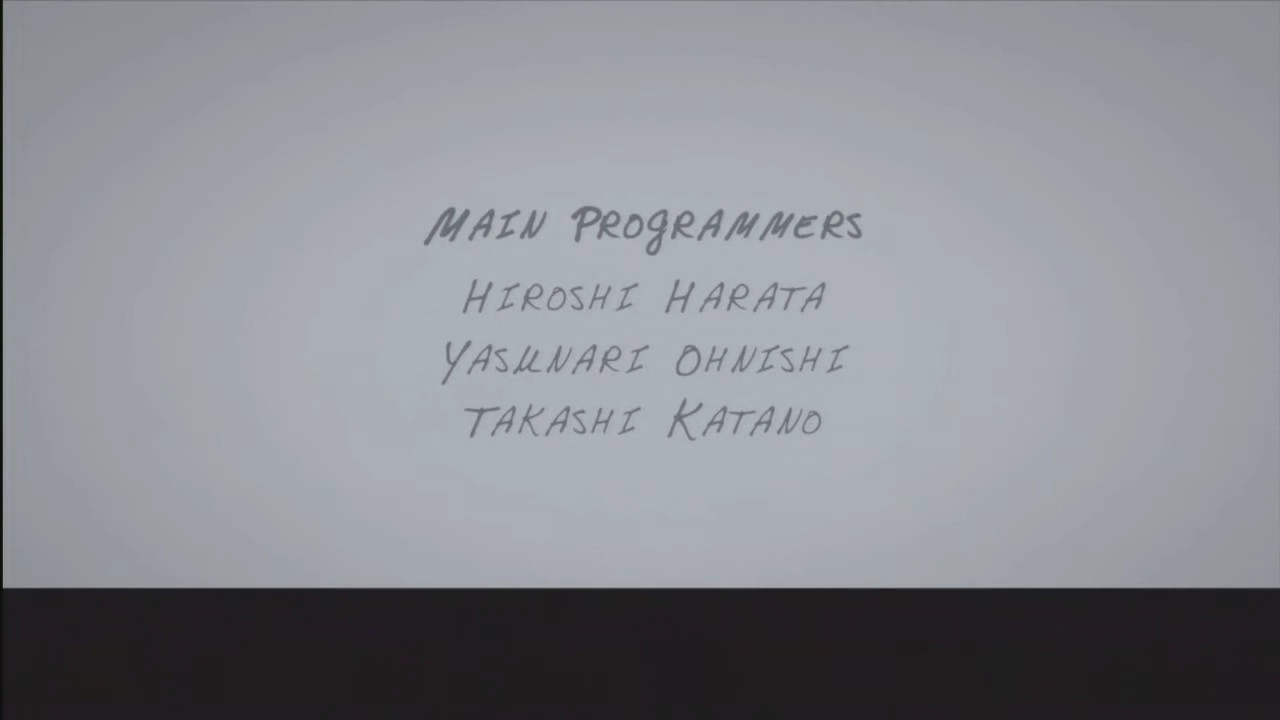 MAIN PROGRAMMERS
HIROSHI HARATA
YASUNARI OHNISHI
TAKASHI KATANO